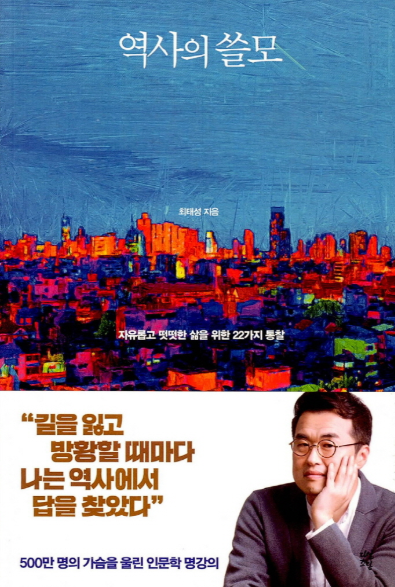 역사의 쓸모
최태성 지음
자유롭고 떳떳한 삶을 위한 22가지 통찰
“길을 잃고
방황할 때마다
나는 역사에서
답을 찾았다”
500만 명의 가슴을 울린 인문학 명강의